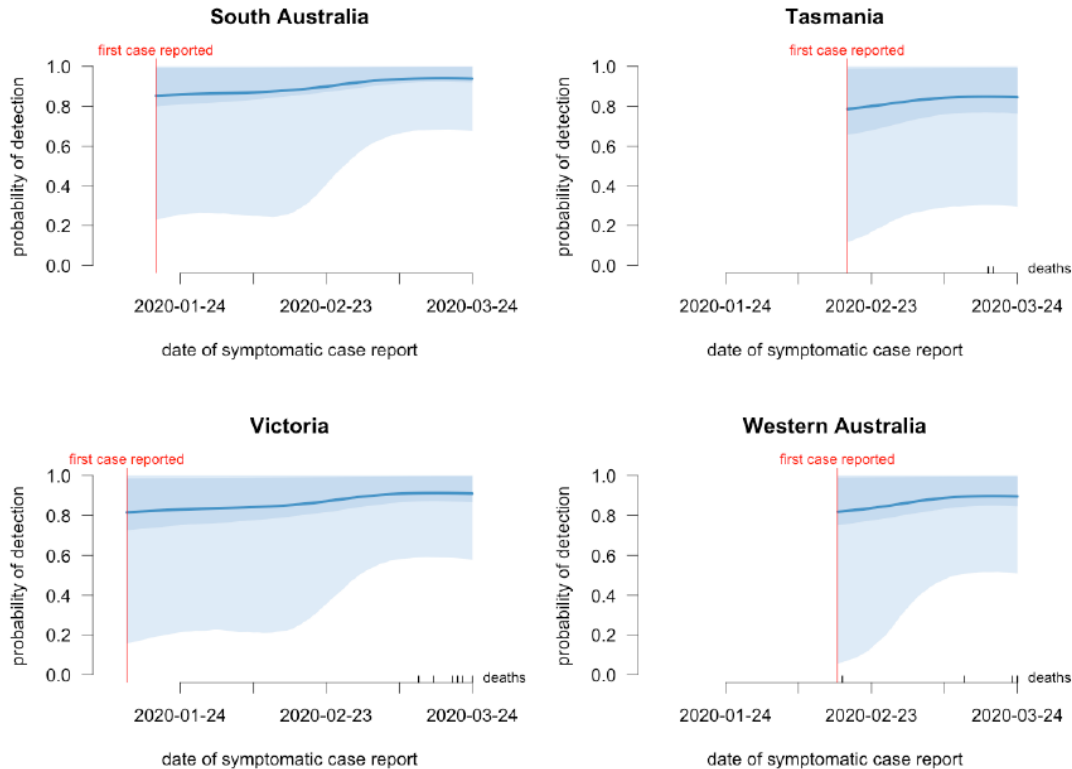 South Australia
first case reported
probability of detection
1.0
0.8
0.6
0.4
0.2
0.0
2020-01-24 2020-02-23 2020-03-24
date of symptomatic case report
Tasmania
first case reported
probability of detection
1.0
0.8
0.6
0.4
0.2
0.0
deaths
2020-01-24 2020-02-23 2020-03-24
date of symptomatic case report
Victoria
first case reported
probability of detection
1.0
0.8
0.6
0.4
0.2
0.0
deaths
2020-01-24 2020-02-23 2020-03-24
date of symptomatic case report
Western Australia
first case reported
probability of detection
1.0
0.8
0.6
0.4
0.2
0.0
deaths
2020-01-24 2020-02-23 2020-03-24
date of symptomatic case report